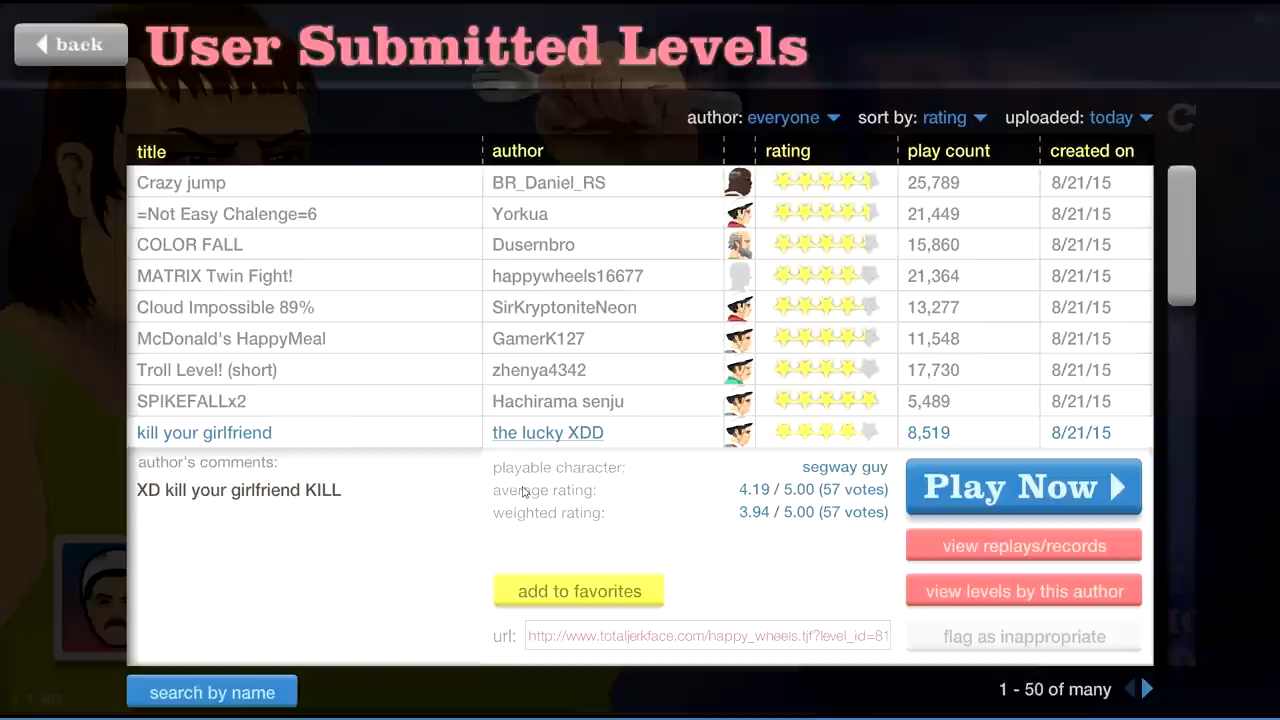 back
User Submitted Levels
author: everyone sort by: rating uploaded: today
title author rating play count created on
Crazy jump BR_Daniel_RS 25,789 8/21/15
=Not Easy Chalenge=6 Yorkua 21,449 8/21/15
COLOR FALL Dusernbro 15,860 8/21/15
MATRIX Twin Fight! happywheels16677 21,364 8/21/15
Cloud Impossible 89% SirKryptoniteNeon 13,277 8/21/15
McDonald's HappyMeal GamerK127 11,548 8/21/15
Troll Level! (short) zhenya4342 17,730 8/21/15
SPIKEFALLx2 Hachirama senju 5,489 8/21/15
kill your girlfriend the lucky XDD 8,519 8/21/15
author's comments:
XD kill your girlfriend KILL
playable character: segway guy
average rating: 4.19 / 5.00 (57 votes)
weighted rating: 3.94 / 5.00 (57 votes)
Play Now
view replays/records
add to favorites
view levels by this author
url: http://www.totaljerkface.com/happy_wheels.tjf?level_id=81
flag as inappropriate
search by name
1 - 50 of many